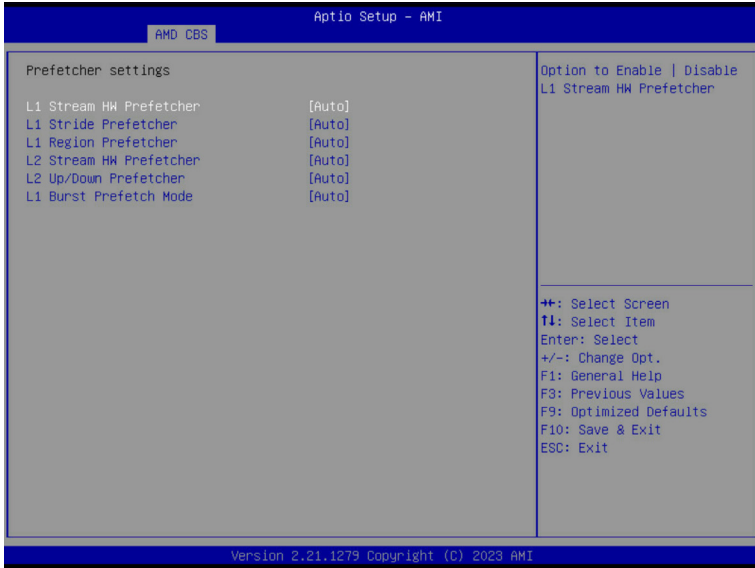 Aptio Setup – AMI
AMD CBS
Prefetcher settings
L1 Stream HW Prefetcher [Auto]
L1 Stride Prefetcher [Auto]
L1 Region Prefetcher [Auto]
L2 Stream HW Prefetcher [Auto]
L2 Up/Down Prefetcher [Auto]
L1 Burst Prefetch Mode [Auto]
Option to Enable | Disable
L1 Stream HW Prefetcher
→←: Select Screen
↑↓: Select Item
Enter: Select
+/-: Change Opt.
F1: General Help
F3: Previous Values
F9: Optimized Defaults
F10: Save & Exit
ESC: Exit
Version 2.21.1279 Copyright (C) 2023 AMI